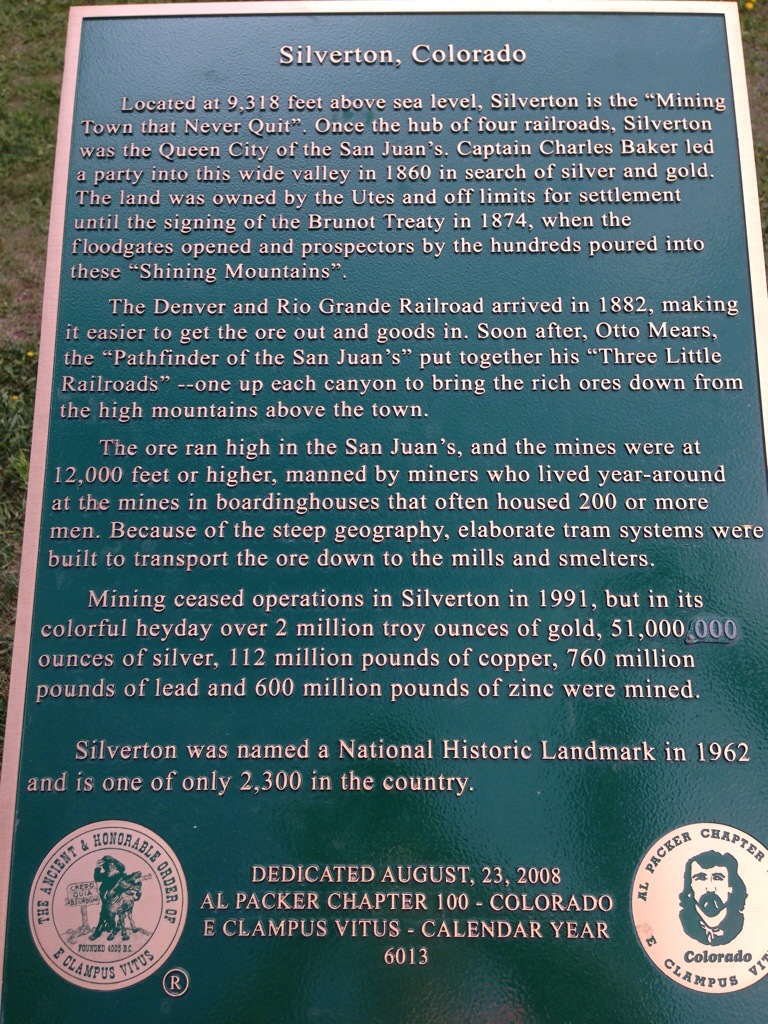 Silverton, Colorado
Located at 9,318 feet above sea level, Silverton is the “Mining
Town that Never Quit”. Once the hub of four railroads, Silverton
was the Queen City of the San Juan’s. Captain Charles Baker led
a party into this wide valley in 1860 in search of silver and gold.
The land was owned by the Utes and off limits for settlement
until the signing of the Brunot Treaty in 1874, when the
floodgates opened and prospectors by the hundreds poured into
these “Shining Mountains”.
The Denver and Rio Grande Railroad arrived in 1882, making
it easier to get the ore out and goods in. Soon after, Otto Mears,
the “Pathfinder of the San Juan’s” put together his “Three Little
Railroads” --one up each canyon to bring the rich ores down from
the high mountains above the town.
The ore ran high in the San Juan’s, and the mines were at
12,000 feet or higher, manned by miners who lived year-around
at the mines in boardinghouses that often housed 200 or more
men. Because of the steep geography, elaborate tram systems were
built to transport the ore down to the mills and smelters.
Mining ceased operations in Silverton in 1991, but in its
colorful heyday over 2 million troy ounces of gold, 51,000,000
ounces of silver, 112 million pounds of copper, 760 million
pounds of lead and 600 million pounds of zinc were mined.
Silverton was named a National Historic Landmark in 1962
and is one of only 2,300 in the country.
THE ANCIENT & HONORABLE ORDER OF
E CLAMPUS VITUS
CREDO
QUIA
ABSURDUM
FOUNDED 4005 B.C.
®
DEDICATED AUGUST, 23, 2008
AL PACKER CHAPTER 100 - COLORADO
E CLAMPUS VITUS - CALENDAR YEAR
6013
AL PACKER CHAPTER
Colorado
E CLAMPUS VIT